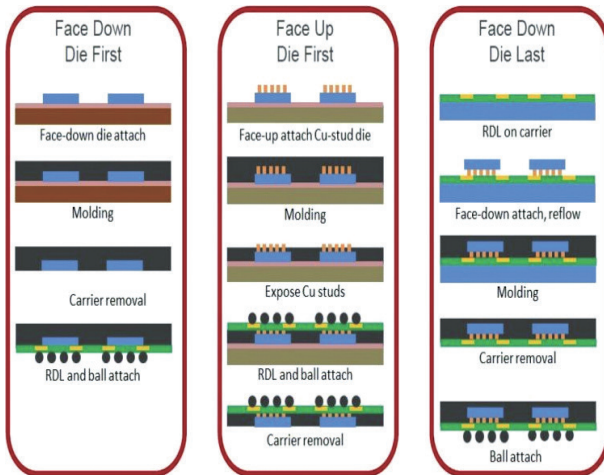 Face Down
Die First
Face-down die attach
Molding
Carrier removal
RDL and ball attach
Face Up
Die First
Face-up attach Cu-stud die
Molding
Expose Cu studs
RDL and ball attach
Carrier removal
Face Down
Die Last
RDL on carrier
Face-down attach, reflow
Molding
Carrier removal
Ball attach